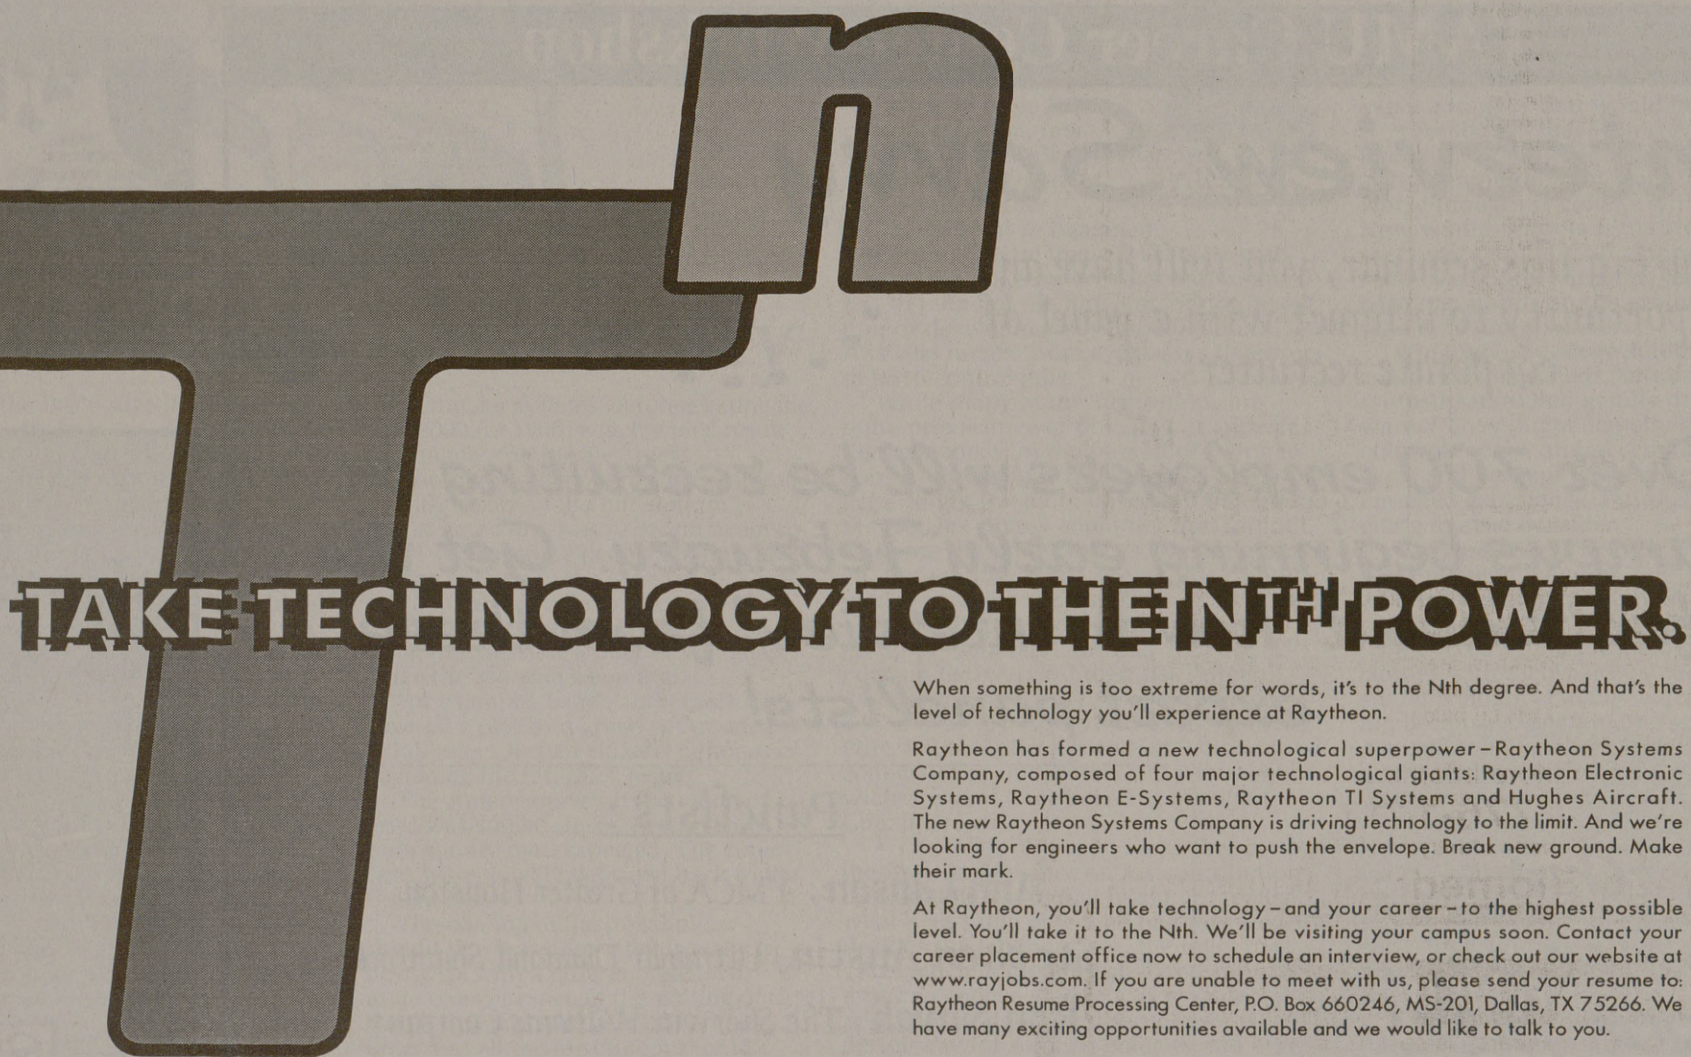 Tn
TAKE TECHNOLOGY TO THE NTH POWER.
When something is too extreme for words, it's to the Nth degree. And that's the
level of technology you'll experience at Raytheon.
Raytheon has formed a new technological superpower–Raytheon Systems
Company, composed of four major technological giants: Raytheon Electronic
Systems, Raytheon E-Systems, Raytheon TI Systems and Hughes Aircraft.
The new Raytheon Systems Company is driving technology to the limit. And we're
looking for engineers who want to push the envelope. Break new ground. Make
their mark.
At Raytheon, you'll take technology–and your career–to the highest possible
level. You'll take it to the Nth. We'll be visiting your campus soon. Contact your
career placement office now to schedule an interview, or check out our website at
www.rayjobs.com. If you are unable to meet with us, please send your resume to:
Raytheon Resume Processing Center, P.O. Box 660246, MS-201, Dallas, TX 75266. We
have many exciting opportunities available and we would like to talk to you.